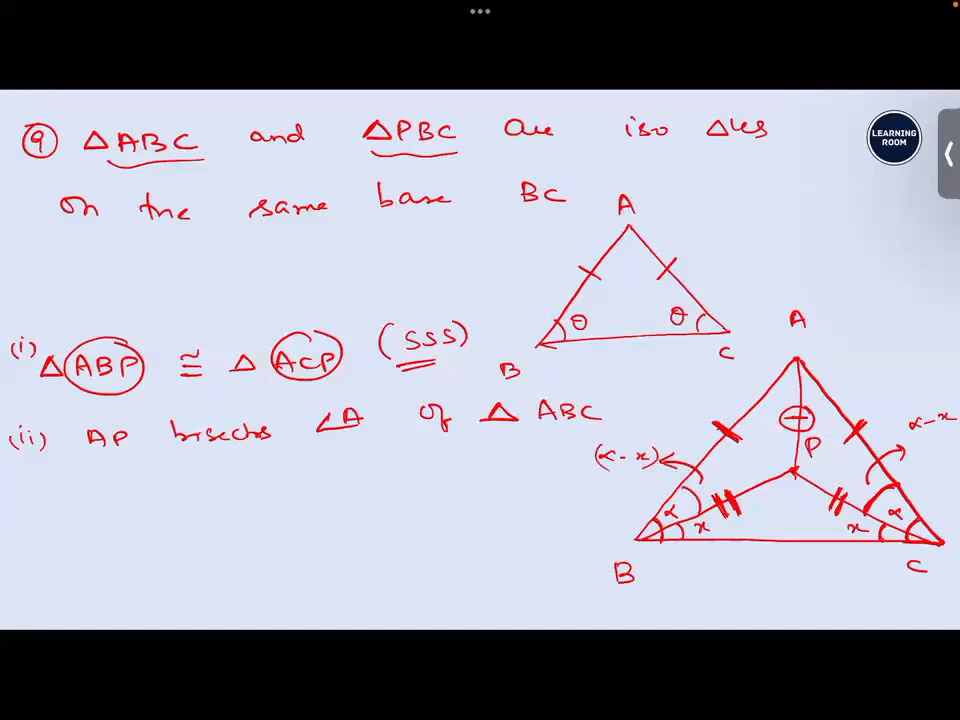 9 △ABC and △PBC are iso △les
LEARNING ROOM
on the same base BC
A
θ θ
B C
(i) △ABP ≅ △ACP (SSS)
(ii) AP bisects ∠A of △ABC
A
α-x
(α-x)
P
α α
x x
B C